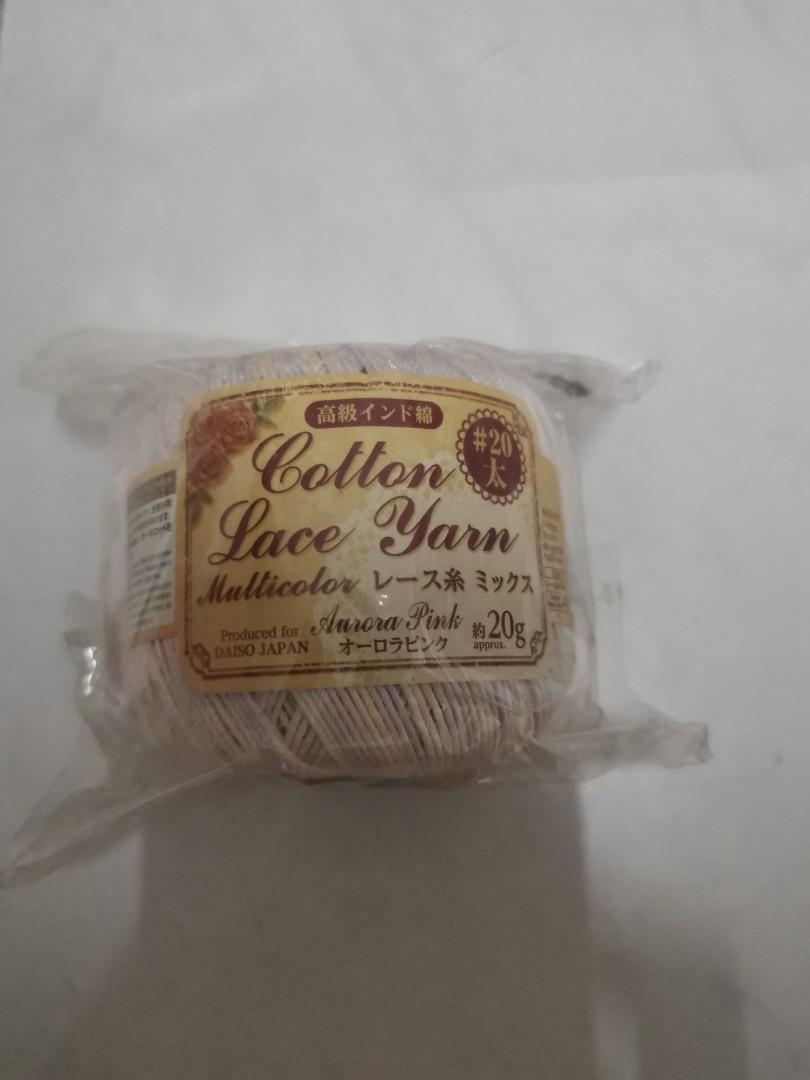 高級インド綿
#20
太
Cotton
Lace Yarn
Multicolor レース糸 ミックス
Aurora Pink
オーロラピンク
Produced for
DAISO JAPAN
約20g
approx.